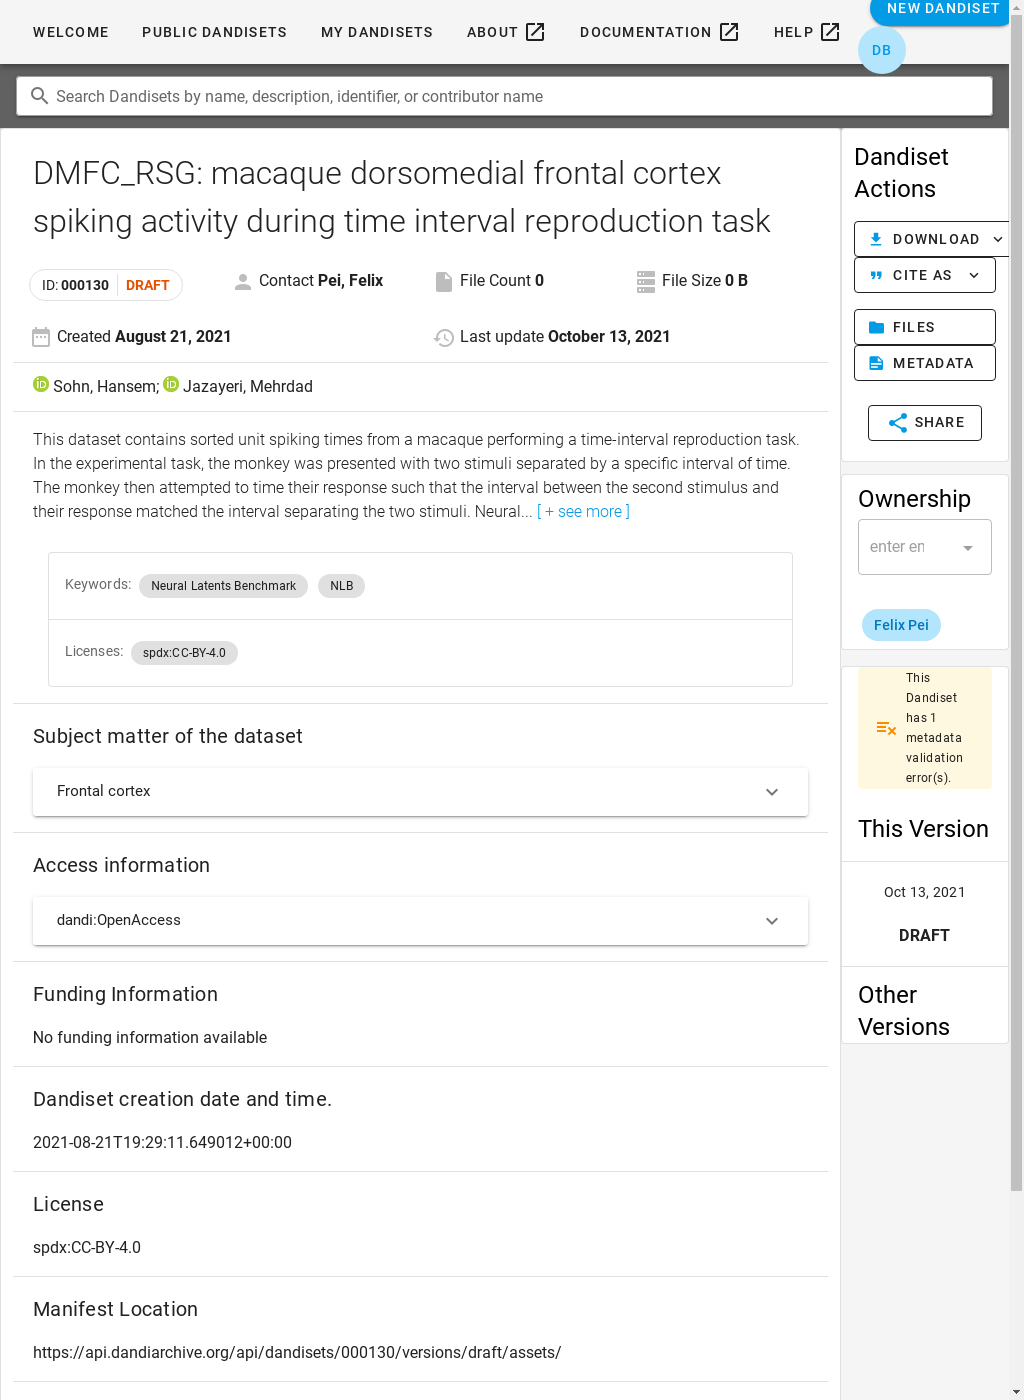 WELCOME
PUBLIC DANDISETS
MY DANDISETS
ABOUT
DOCUMENTATION
HELP
NEW DANDISET
DB
Search Dandisets by name, description, identifier, or contributor name
DMFC_RSG: macaque dorsomedial frontal cortex
spiking activity during time interval reproduction task
ID: 000130 DRAFT
Contact Pei, Felix
File Count 0
File Size 0 B
Created August 21, 2021
Last update October 13, 2021
iD Sohn, Hansem; iD Jazayeri, Mehrdad
This dataset contains sorted unit spiking times from a macaque performing a time-interval reproduction task.
In the experimental task, the monkey was presented with two stimuli separated by a specific interval of time.
The monkey then attempted to time their response such that the interval between the second stimulus and
their response matched the interval separating the two stimuli. Neural... [ + see more ]
Keywords: Neural Latents Benchmark NLB
Licenses: spdx:CC-BY-4.0
Subject matter of the dataset
Frontal cortex
Access information
dandi:OpenAccess
Funding Information
No funding information available
Dandiset creation date and time.
2021-08-21T19:29:11.649012+00:00
License
spdx:CC-BY-4.0
Manifest Location
https://api.dandiarchive.org/api/dandisets/000130/versions/draft/assets/
Dandiset
Actions
DOWNLOAD
CITE AS
FILES
METADATA
SHARE
Ownership
enter en
Felix Pei
This
Dandiset
has 1
metadata
validation
error(s).
This Version
Oct 13, 2021
DRAFT
Other
Versions